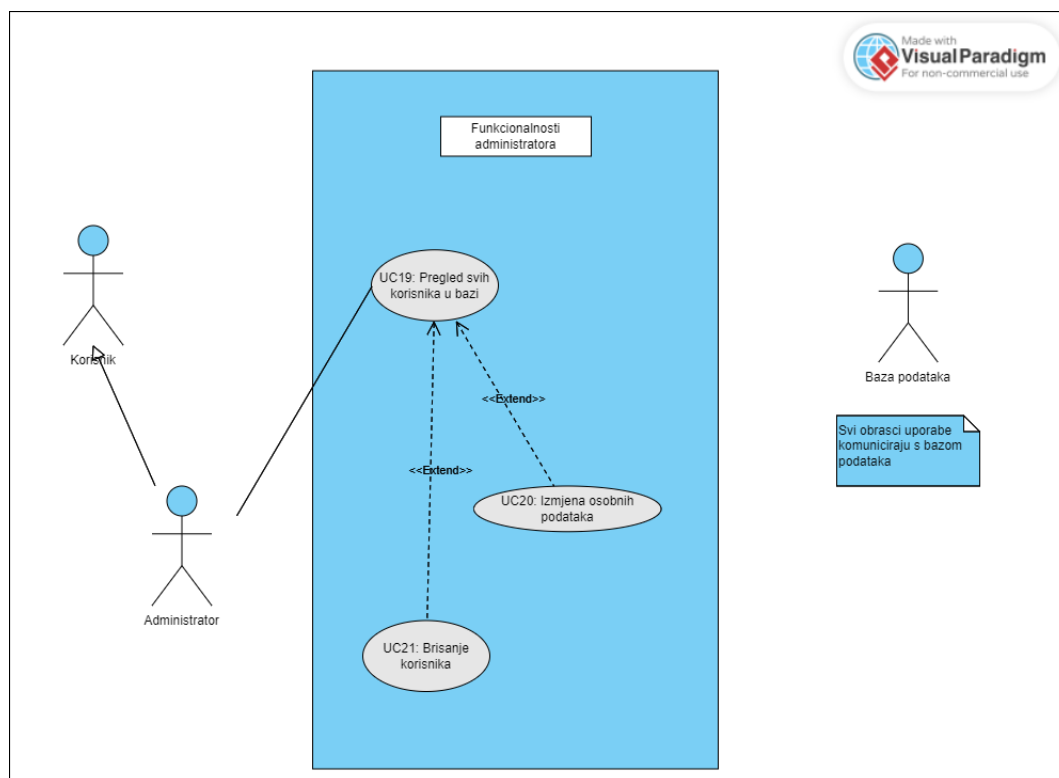 Made with
Visual Paradigm
For non-commercial use
Funkcionalnosti
administratora
UC19: Pregled svih
korisnika u bazi
Korisnik
Baza podataka
<<Extend>>
Svi obrasci uporabe
komuniciraju s bazom
podataka
<<Extend>>
UC20: Izmjena osobnih
podataka
Administrator
UC21: Brisanje
korisnika